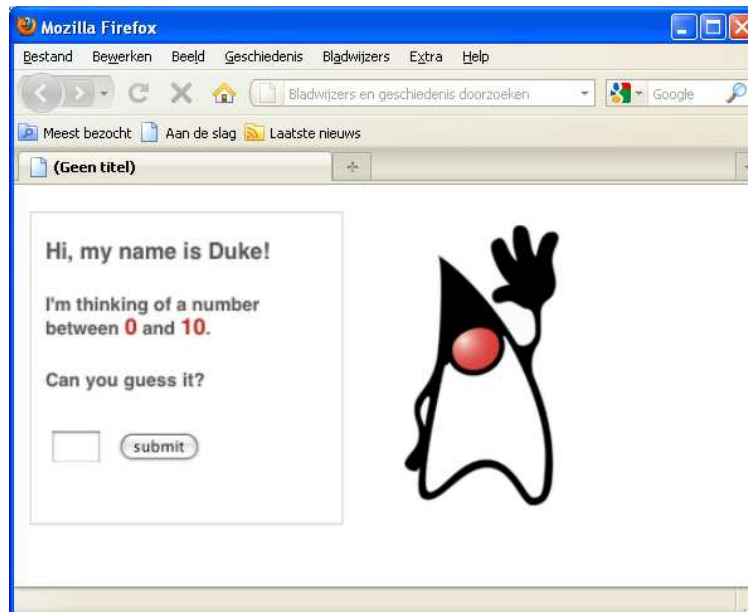 Mozilla Firefox
Bestand Bewerken Beeld Geschiedenis Bladwijzers Extra Help
Bladwijzers en geschiedenis doorzoeken Google
Meest bezocht Aan de slag Laatste nieuws
(Geen titel)
Hi, my name is Duke!
I'm thinking of a number
between 0 and 10.
Can you guess it?
submit